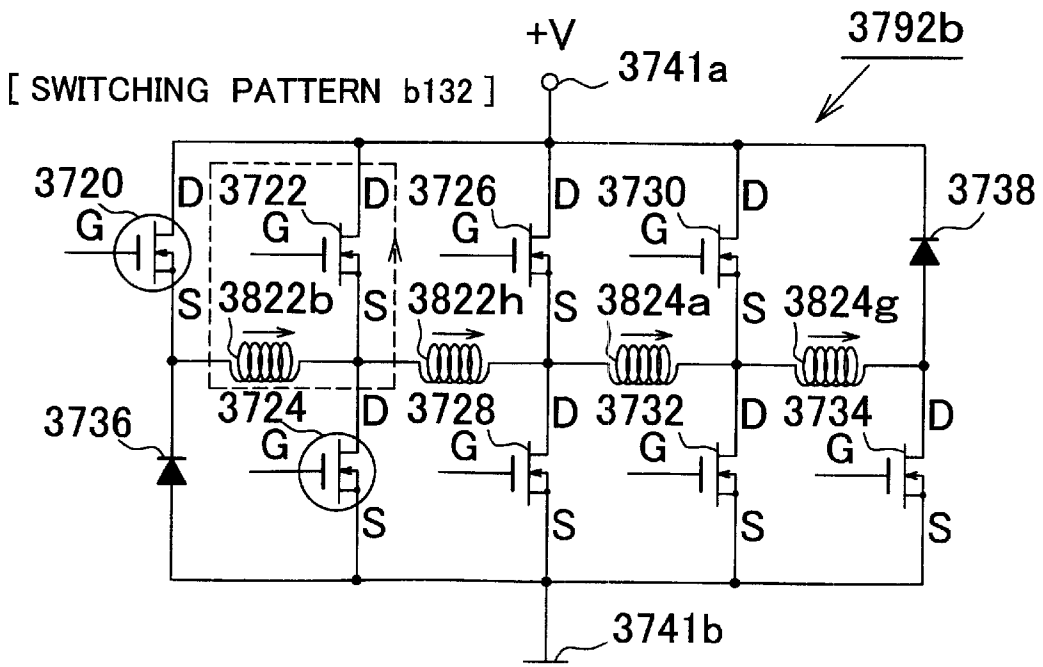 +V
3792b
3741a
[ SWITCHING PATTERN b132 ]
3720 D 3722 D 3726 D 3730 D 3738
G G G G
S S S S
3822b 3822h 3824a 3824g
3736 3724 D 3728 D 3732 D 3734 D
G G G G
S S S S
3741b